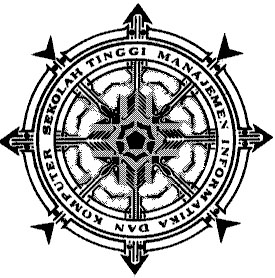 SEKOLAH TINGGI MANAJEMEN INFORMATIKA DAN KOMPUTER